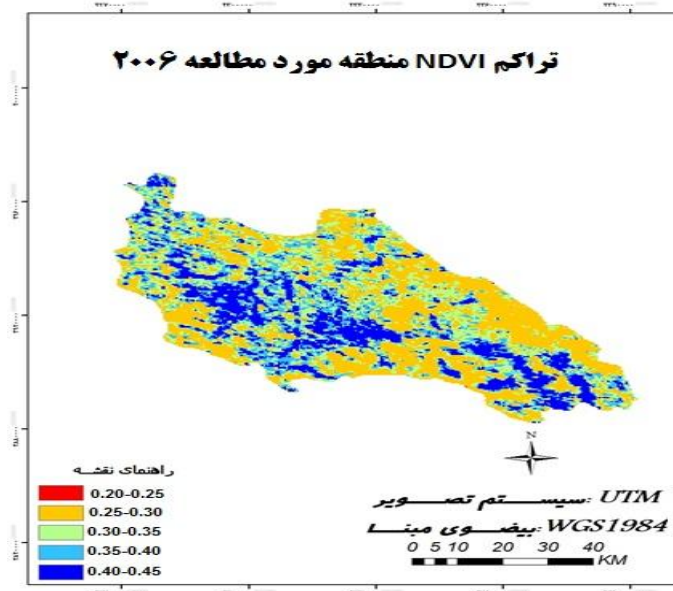 تراکم NDVI منطقه مورد مطالعه ۲۰۰۶
N
راهنمای نقشه
0.20-0.25
0.25-0.30
0.30-0.35
0.35-0.40
0.40-0.45
سیستم تصویر: UTM
بیضوی مبنا: WGS1984
0 5 10 20 30 40
KM